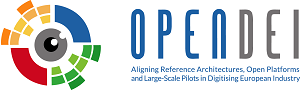 OPENDEI
Aligning Reference Architectures, Open Platforms
and Large-Scale Pilots in Digitising European Industry